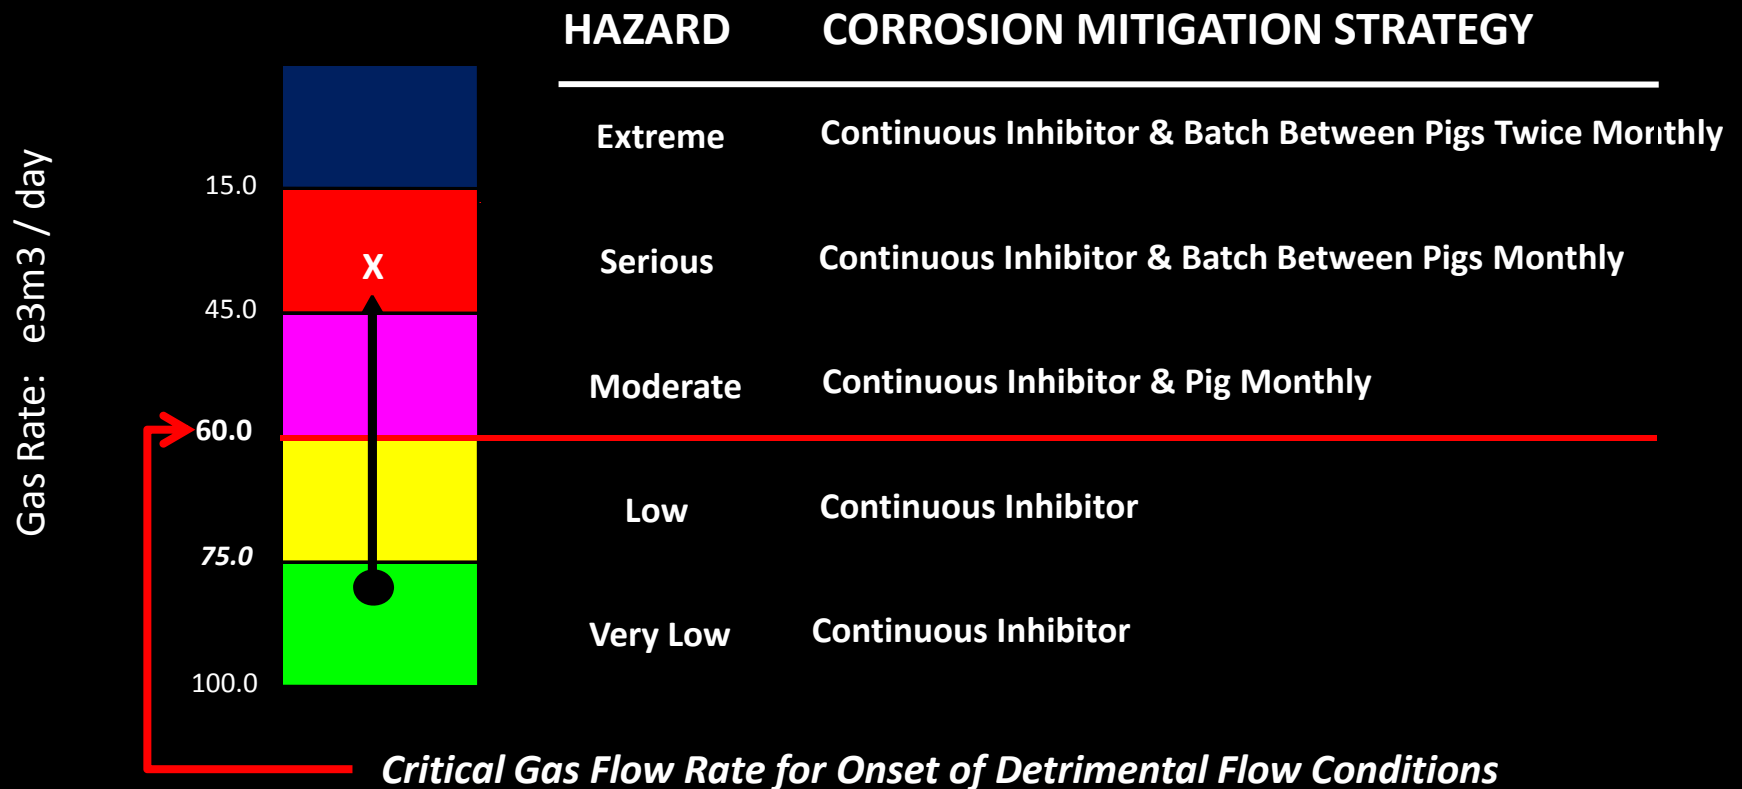 HAZARD CORROSION MITIGATION STRATEGY
Extreme Continuous Inhibitor & Batch Between Pigs Twice Monthly
15.0
X
Serious Continuous Inhibitor & Batch Between Pigs Monthly
45.0
Moderate Continuous Inhibitor & Pig Monthly
60.0
Low Continuous Inhibitor
75.0
Very Low Continuous Inhibitor
100.0
Gas Rate: e3m3 / day
Critical Gas Flow Rate for Onset of Detrimental Flow Conditions